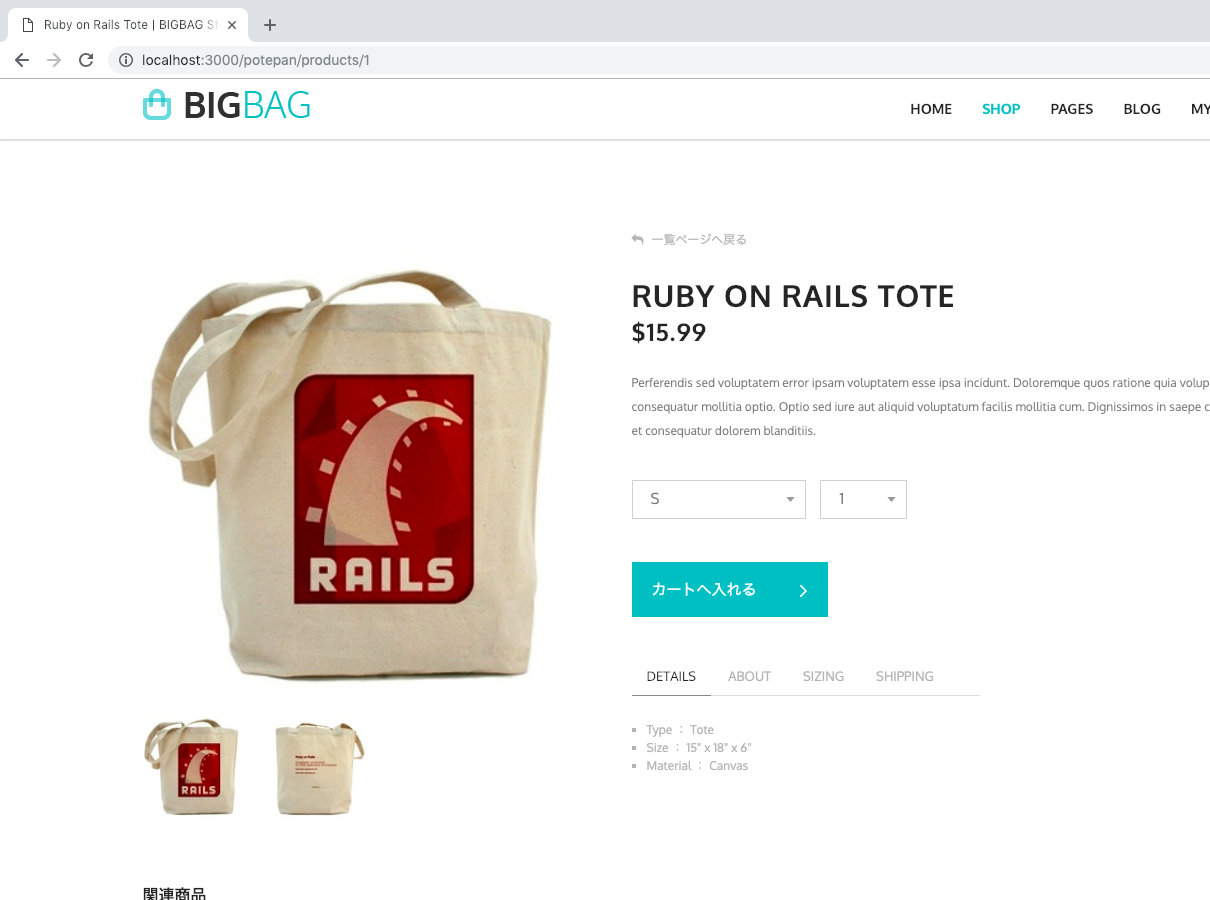 Ruby on Rails Tote | BIGBAG St
localhost:3000/potepan/products/1
BIGBAG
HOME SHOP PAGES BLOG MY
一覧ページへ戻る
RUBY ON RAILS TOTE
$15.99
Perferendis sed voluptatem error ipsam voluptatem esse ipsa incidunt. Doloremque quos ratione quia volup
consequatur mollitia optio. Optio sed iure aut aliquid voluptatum facilis mollitia cum. Dignissimos in saepe c
et consequatur dolorem blanditiis.
S 1
カートへ入れる
DETAILS ABOUT SIZING SHIPPING
Type : Tote
Size : 15" x 18" x 6"
Material : Canvas
RAILS
RAILS
Ruby on Rails
関連商品